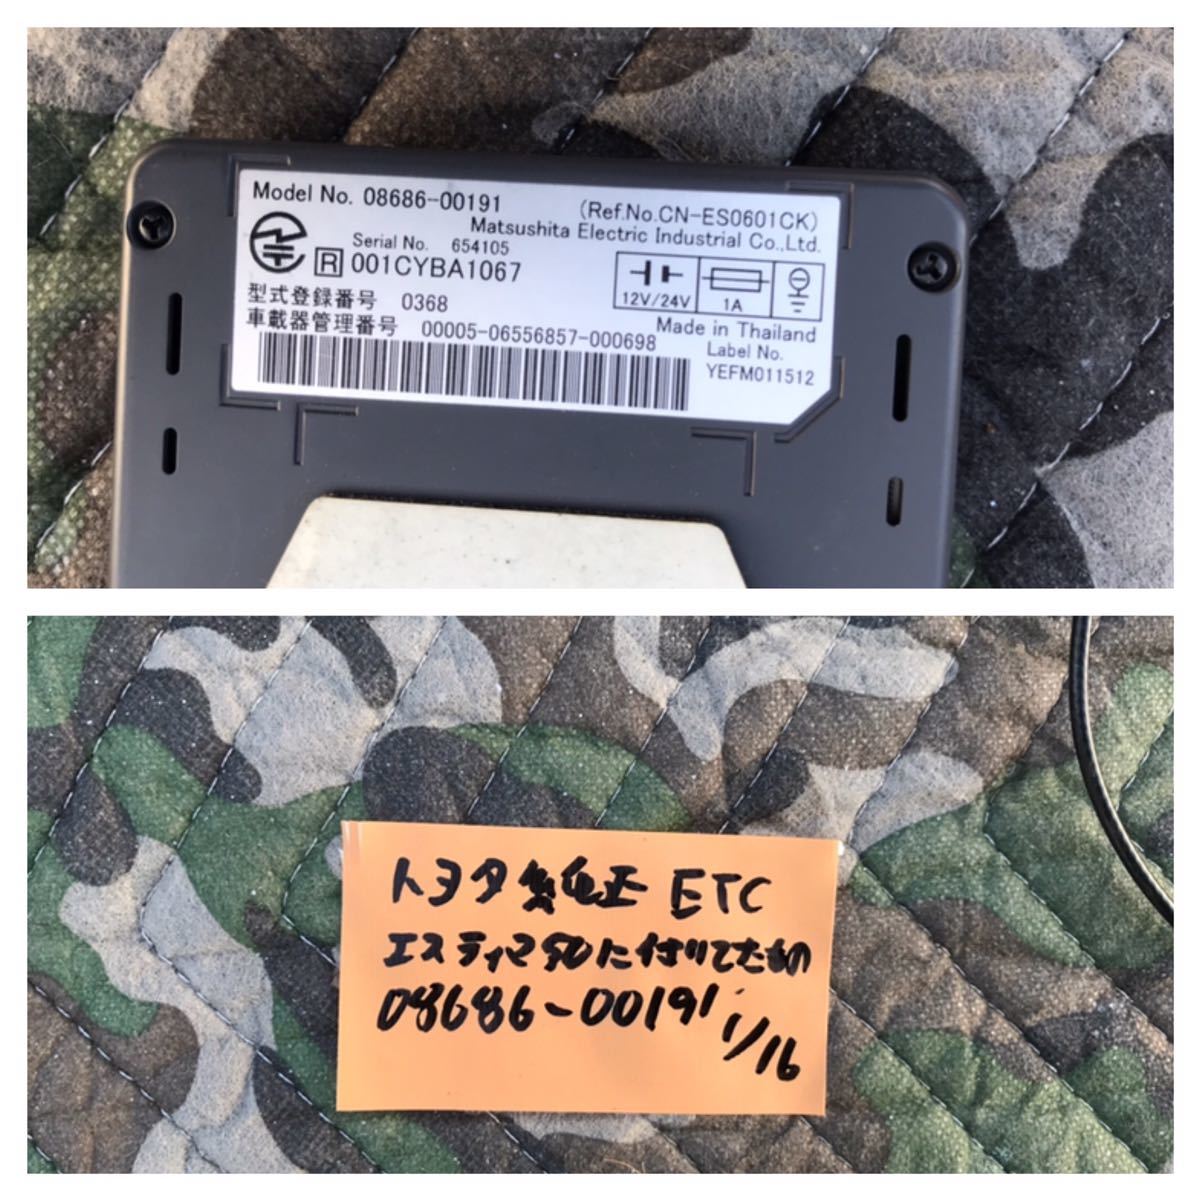 Model No. 08686-00191
(Ref.No.CN-ES0601CK)
Matsushita Electric Industrial Co.,Ltd.
Serial No. 654105
R 001CYBA1067
12V/24V
1A
型式登録番号 0368
車載器管理番号 00005-06556857-000698
Made in Thailand
Label No.
YEFM011512
トヨタ純正 ETC
エスティマ50に付いてたもの
08686-00191
1/16